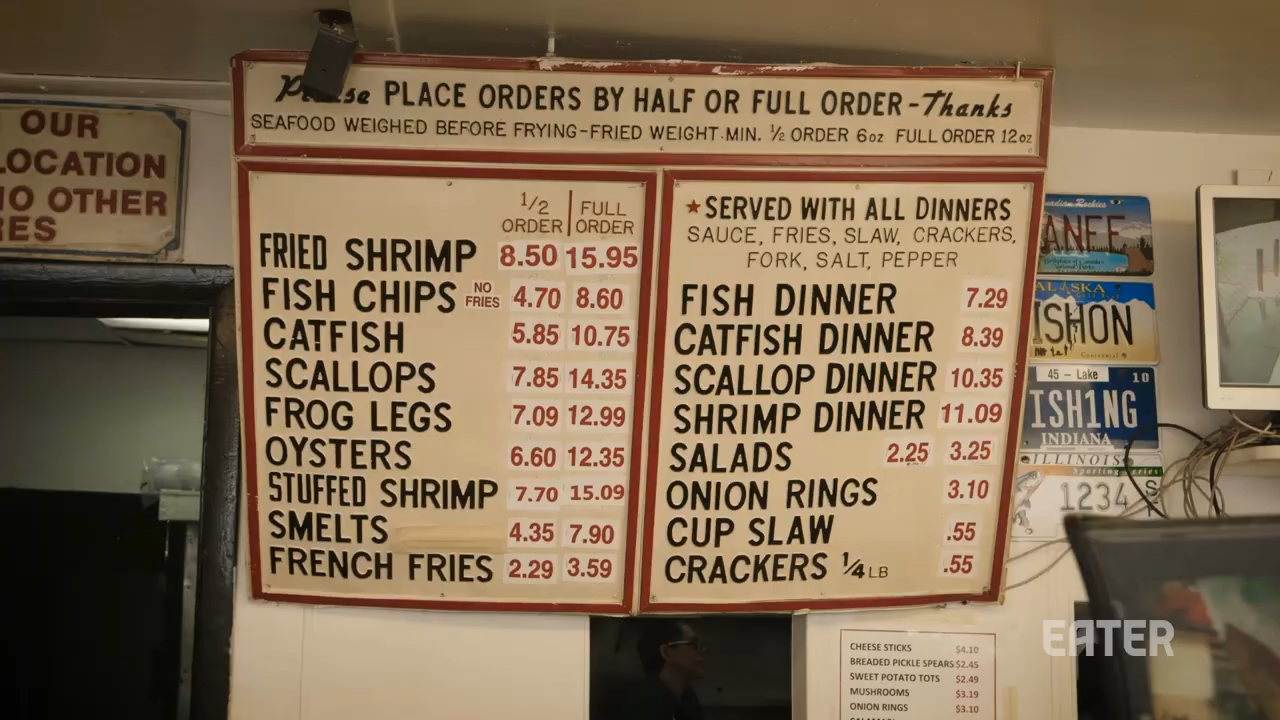 OUR
LOCATION
NO OTHER
Please PLACE ORDERS BY HALF OR FULL ORDER - Thanks
SEAFOOD WEIGHED BEFORE FRYING-FRIED WEIGHT.MIN. ½ ORDER 6oz FULL ORDER 12oz
1/2 ORDER | FULL ORDER
FRIED SHRIMP 8.50 15.95
FISH CHIPS NO FRIES 4.70 8.60
CATFISH 5.85 10.75
SCALLOPS 7.85 14.35
FROG LEGS 7.09 12.99
OYSTERS 6.60 12.35
STUFFED SHRIMP 7.70 15.09
SMELTS 4.35 7.90
FRENCH FRIES 2.29 3.59
★SERVED WITH ALL DINNERS
SAUCE, FRIES, SLAW, CRACKERS,
FORK, SALT, PEPPER
FISH DINNER 7.29
CATFISH DINNER 8.39
SCALLOP DINNER 10.35
SHRIMP DINNER 11.09
SALADS 2.25 3.25
ONION RINGS 3.10
CUP SLAW .55
CRACKERS ¼ LB .55
ANEE
ALASKA
ISHON
45 - Lake 10
ISH1NG
INDIANA
ILLINOIS
Sporting Series
1234
EATER
CHEESE STICKS $4.10
BREADED PICKLE SPEARS $2.45
SWEET POTATO TOTS $2.49
MUSHROOMS $3.19
ONION RINGS $3.10